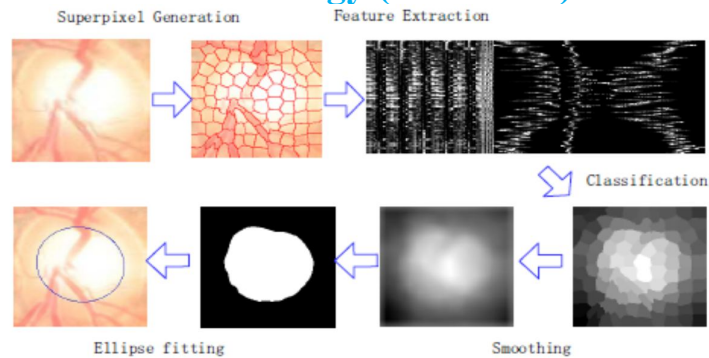 Superpixel Generation
Feature Extraction
Classification
Ellipse fitting
Smoothing